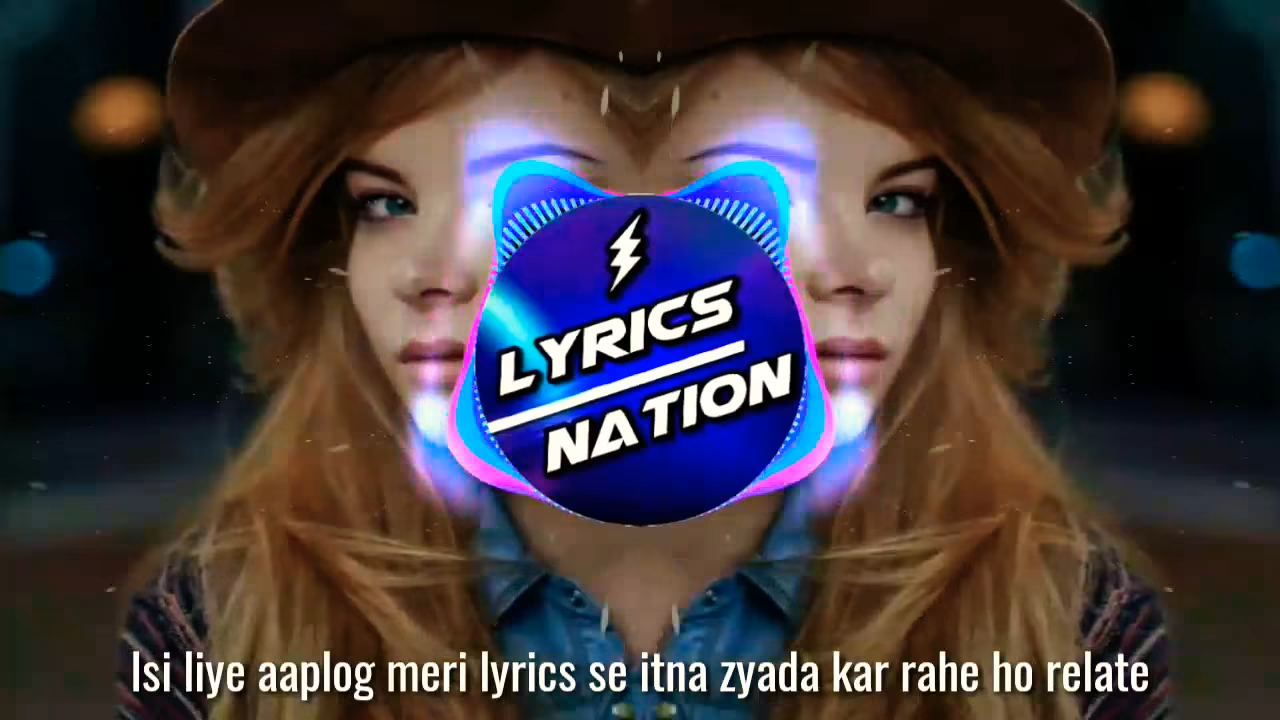 LYRICS
NATION
Isi liye aaplog meri lyrics se itna zyada kar rahe ho relate